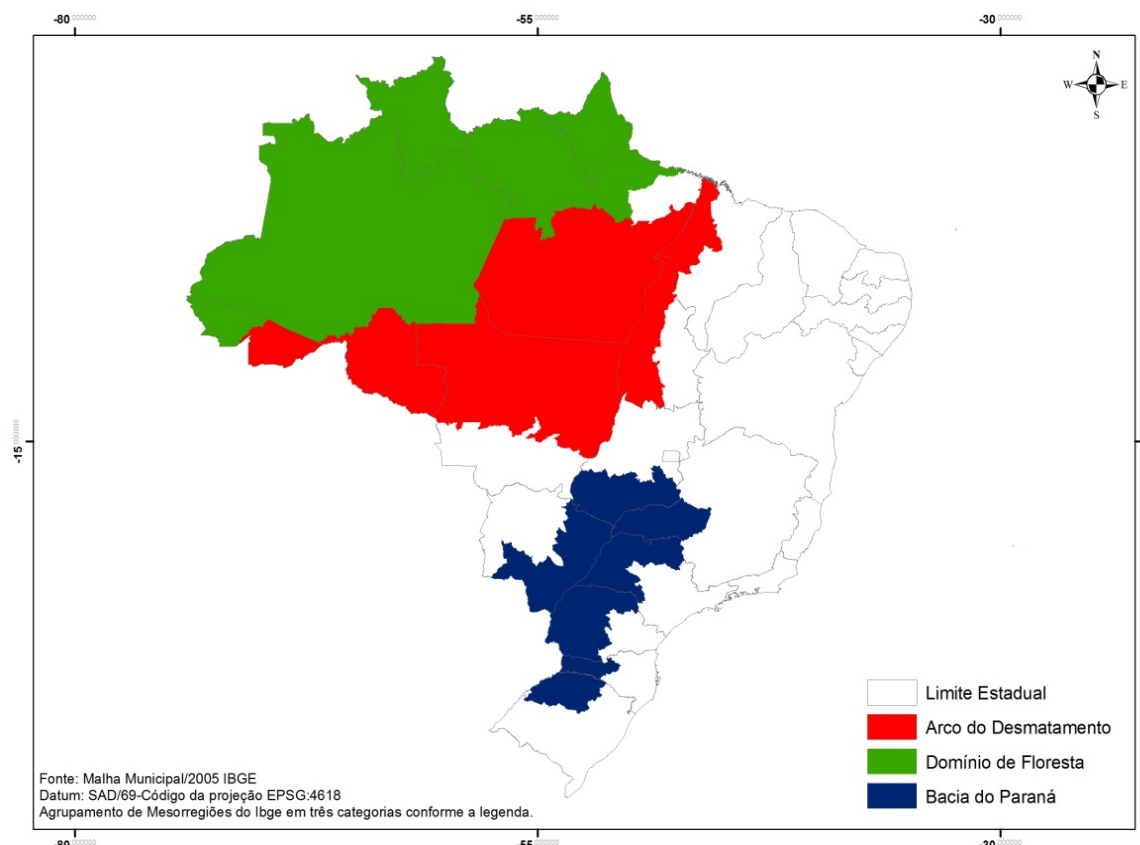 -80.000000 -55.000000 -30.000000
N
W E
S
-15.000000
Limite Estadual
Arco do Desmatamento
Domínio de Floresta
Bacia do Paraná
Fonte: Malha Municipal/2005 IBGE
Datum: SAD/69-Código da projeção EPSG:4618
Agrupamento de Mesorregiões do Ibge em três categorias conforme a legenda.
-80.000000 -55.000000 -30.000000